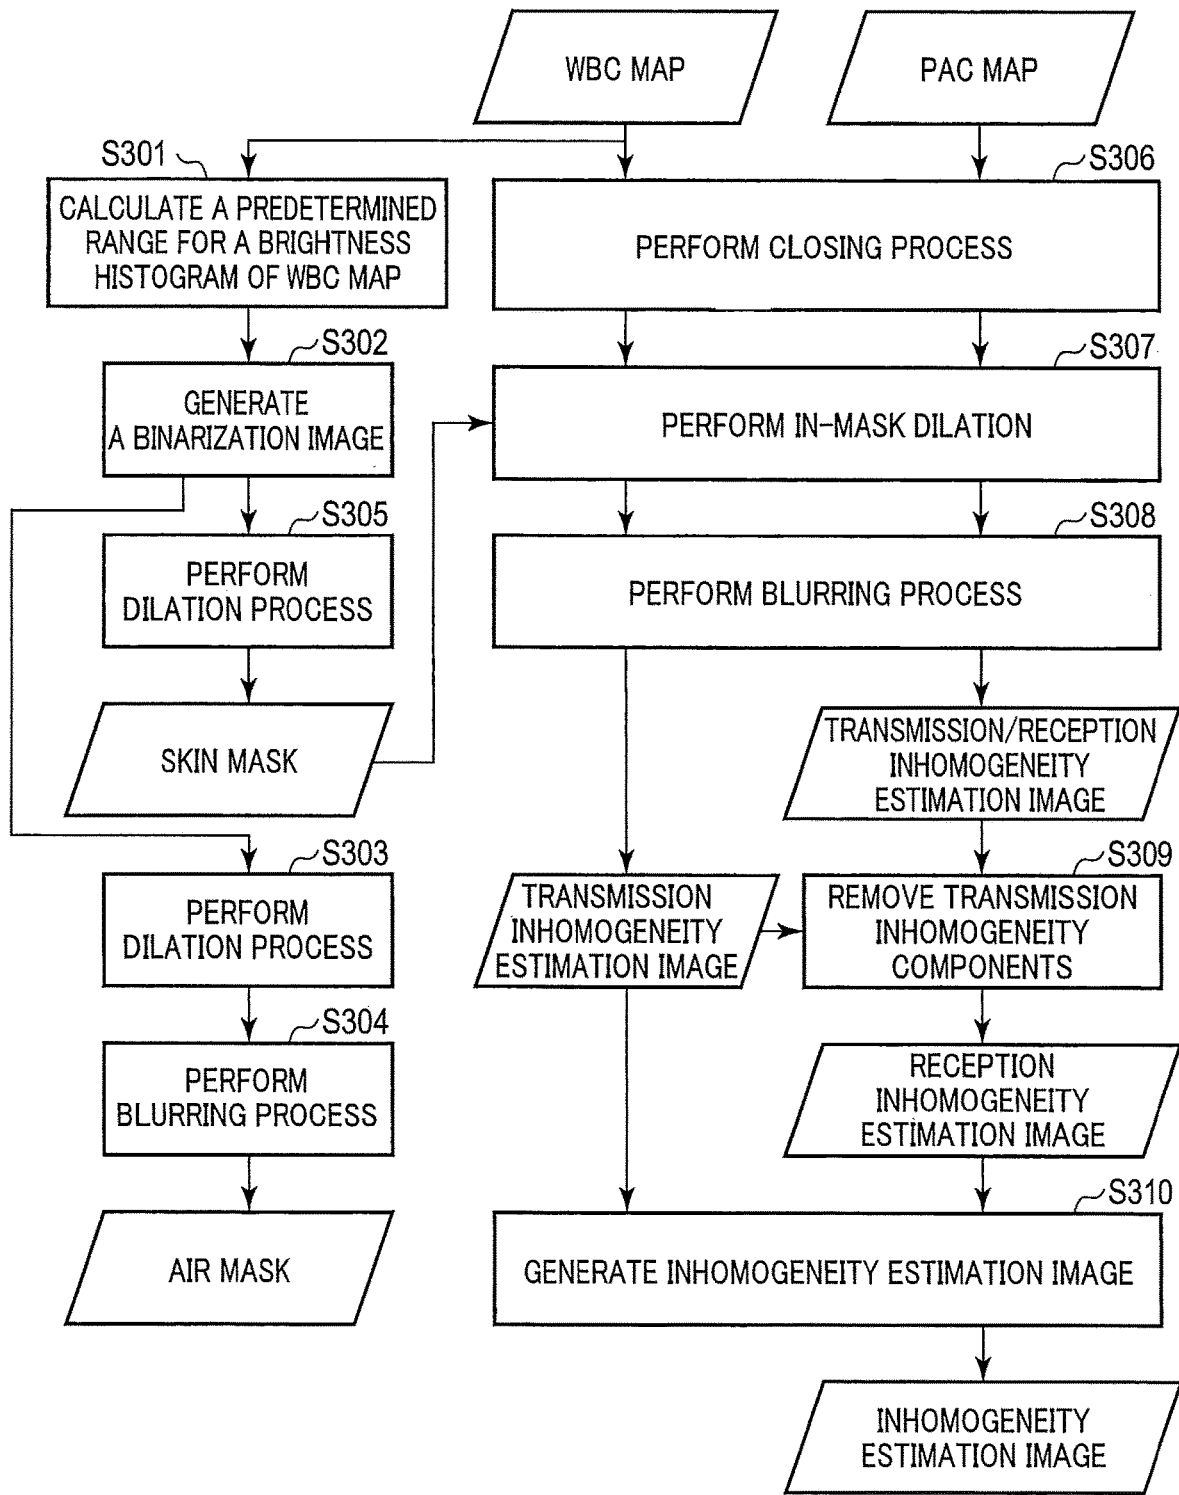 WBC MAP
PAC MAP
S301
CALCULATE A PREDETERMINED
RANGE FOR A BRIGHTNESS
HISTOGRAM OF WBC MAP
S306
PERFORM CLOSING PROCESS
S302
GENERATE
A BINARIZATION IMAGE
S307
PERFORM IN-MASK DILATION
S305
PERFORM
DILATION PROCESS
S308
PERFORM BLURRING PROCESS
SKIN MASK
TRANSMISSION/RECEPTION
INHOMOGENEITY
ESTIMATION IMAGE
S303
PERFORM
DILATION PROCESS
TRANSMISSION
INHOMOGENEITY
ESTIMATION IMAGE
S309
REMOVE TRANSMISSION
INHOMOGENEITY
COMPONENTS
S304
PERFORM
BLURRING PROCESS
RECEPTION
INHOMOGENEITY
ESTIMATION IMAGE
AIR MASK
S310
GENERATE INHOMOGENEITY ESTIMATION IMAGE
INHOMOGENEITY
ESTIMATION IMAGE